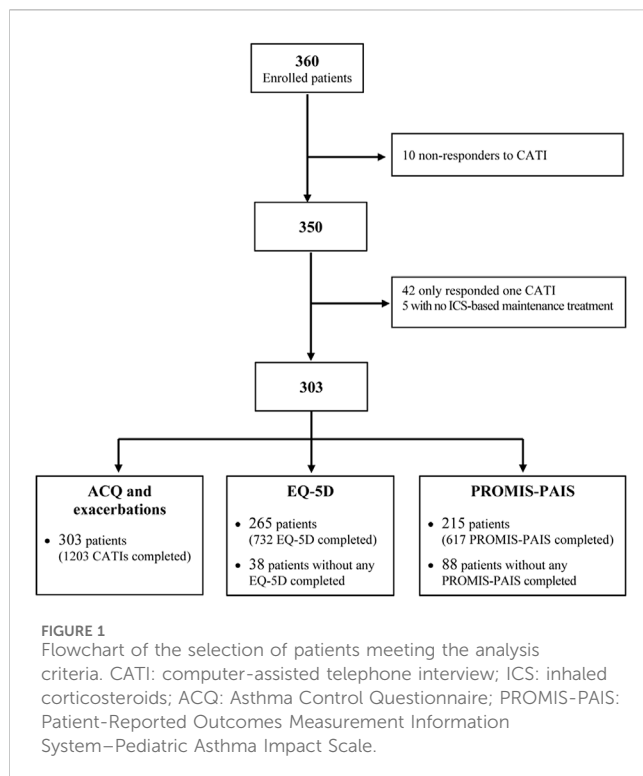 360
Enrolled patients
10 non-responders to CATI
350
42 only responded one CATI
5 with no ICS-based maintenance treatment
303
ACQ and
exacerbations
• 303 patients
(1203 CATIs completed)
EQ-5D
• 265 patients
(732 EQ-5D completed)
• 38 patients without any
EQ-5D completed
PROMIS-PAIS
• 215 patients
(617 PROMIS-PAIS completed)
• 88 patients without any
PROMIS-PAIS completed
FIGURE 1
Flowchart of the selection of patients meeting the analysis
criteria. CATI: computer-assisted telephone interview; ICS: inhaled
corticosteroids; ACQ: Asthma Control Questionnaire; PROMIS-PAIS:
Patient-Reported Outcomes Measurement Information
System–Pediatric Asthma Impact Scale.